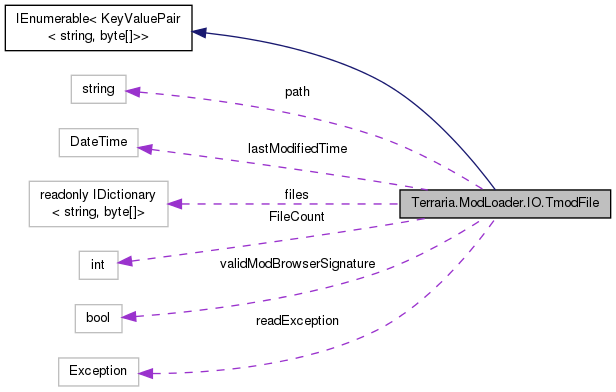 IEnumerable< KeyValuePair
< string, byte[]>>
string
path
DateTime
lastModifiedTime
readonly IDictionary
< string, byte[]>
files
Terraria.ModLoader.IO.TmodFile
FileCount
int
validModBrowserSignature
bool
readException
Exception